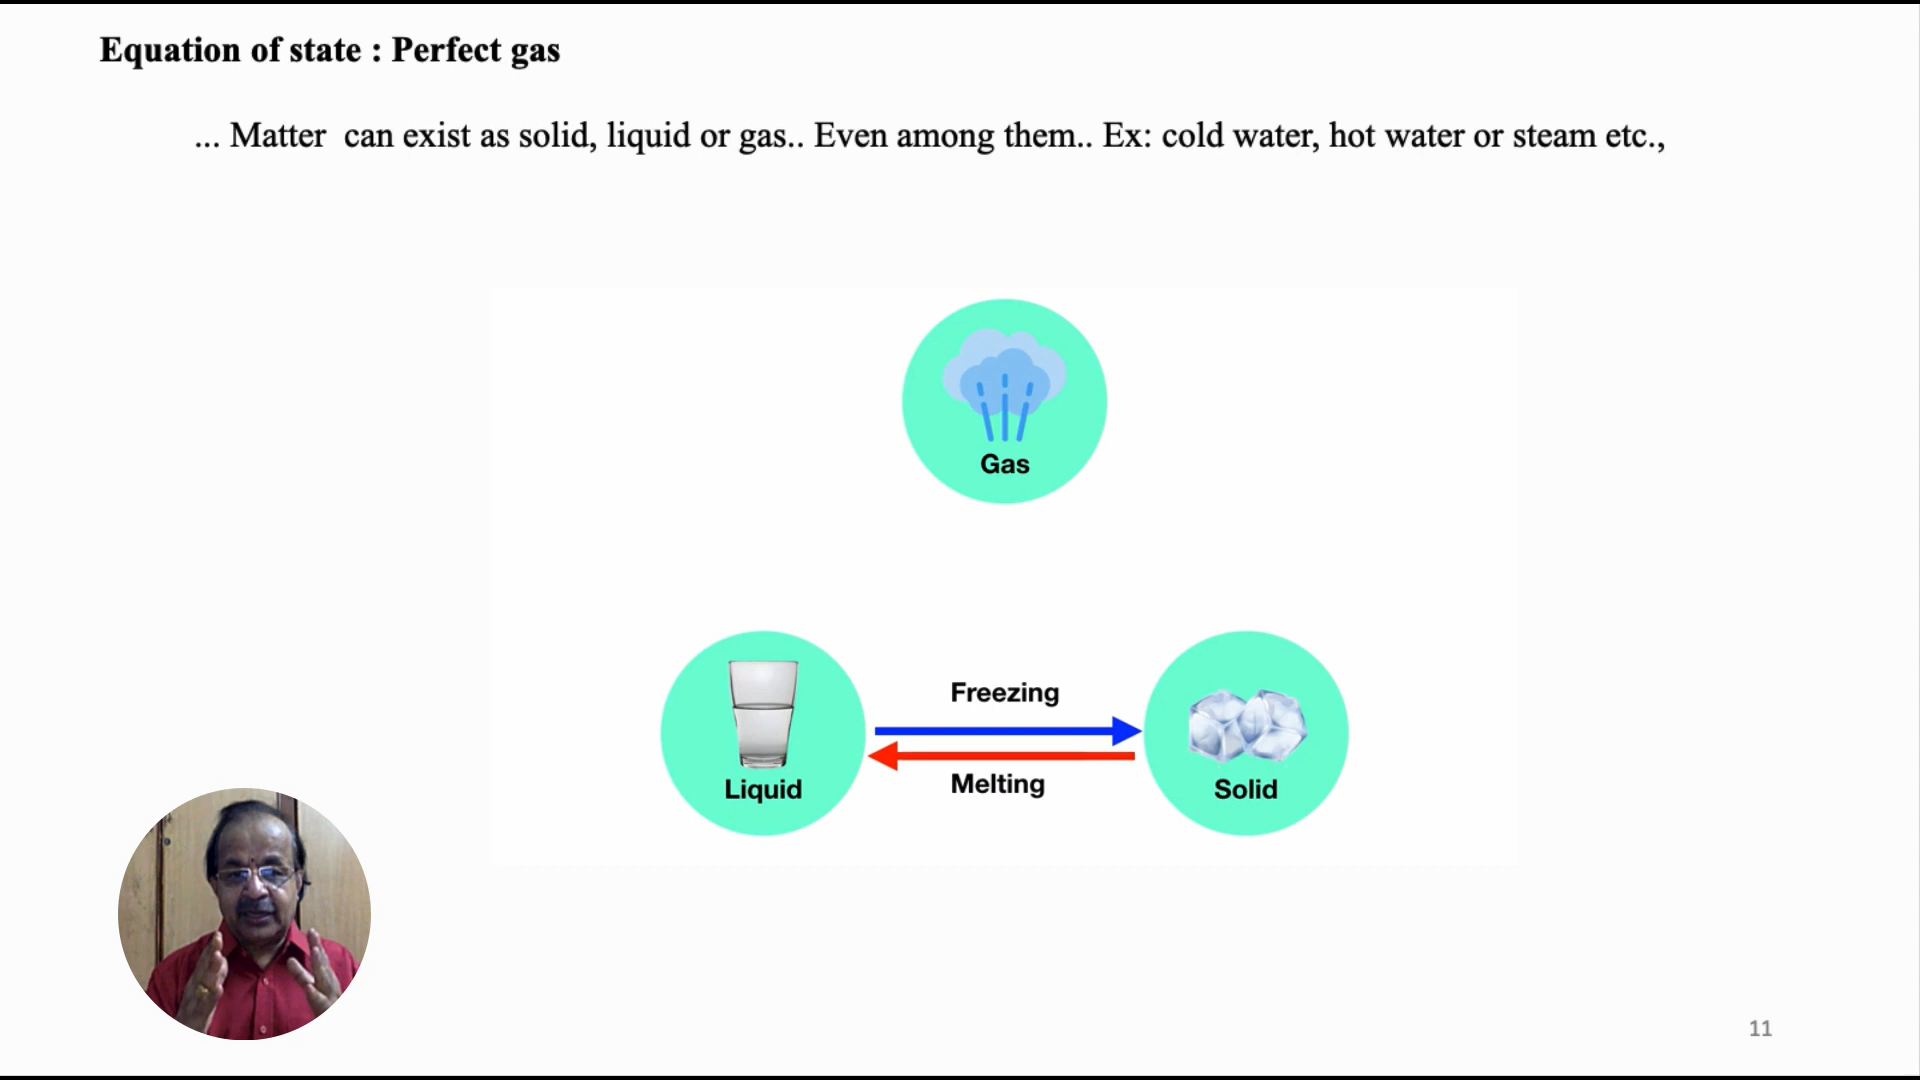 Equation of state : Perfect gas
... Matter can exist as solid, liquid or gas.. Even among them.. Ex: cold water, hot water or steam etc.,
Gas
Freezing
Melting
Liquid
Solid
11